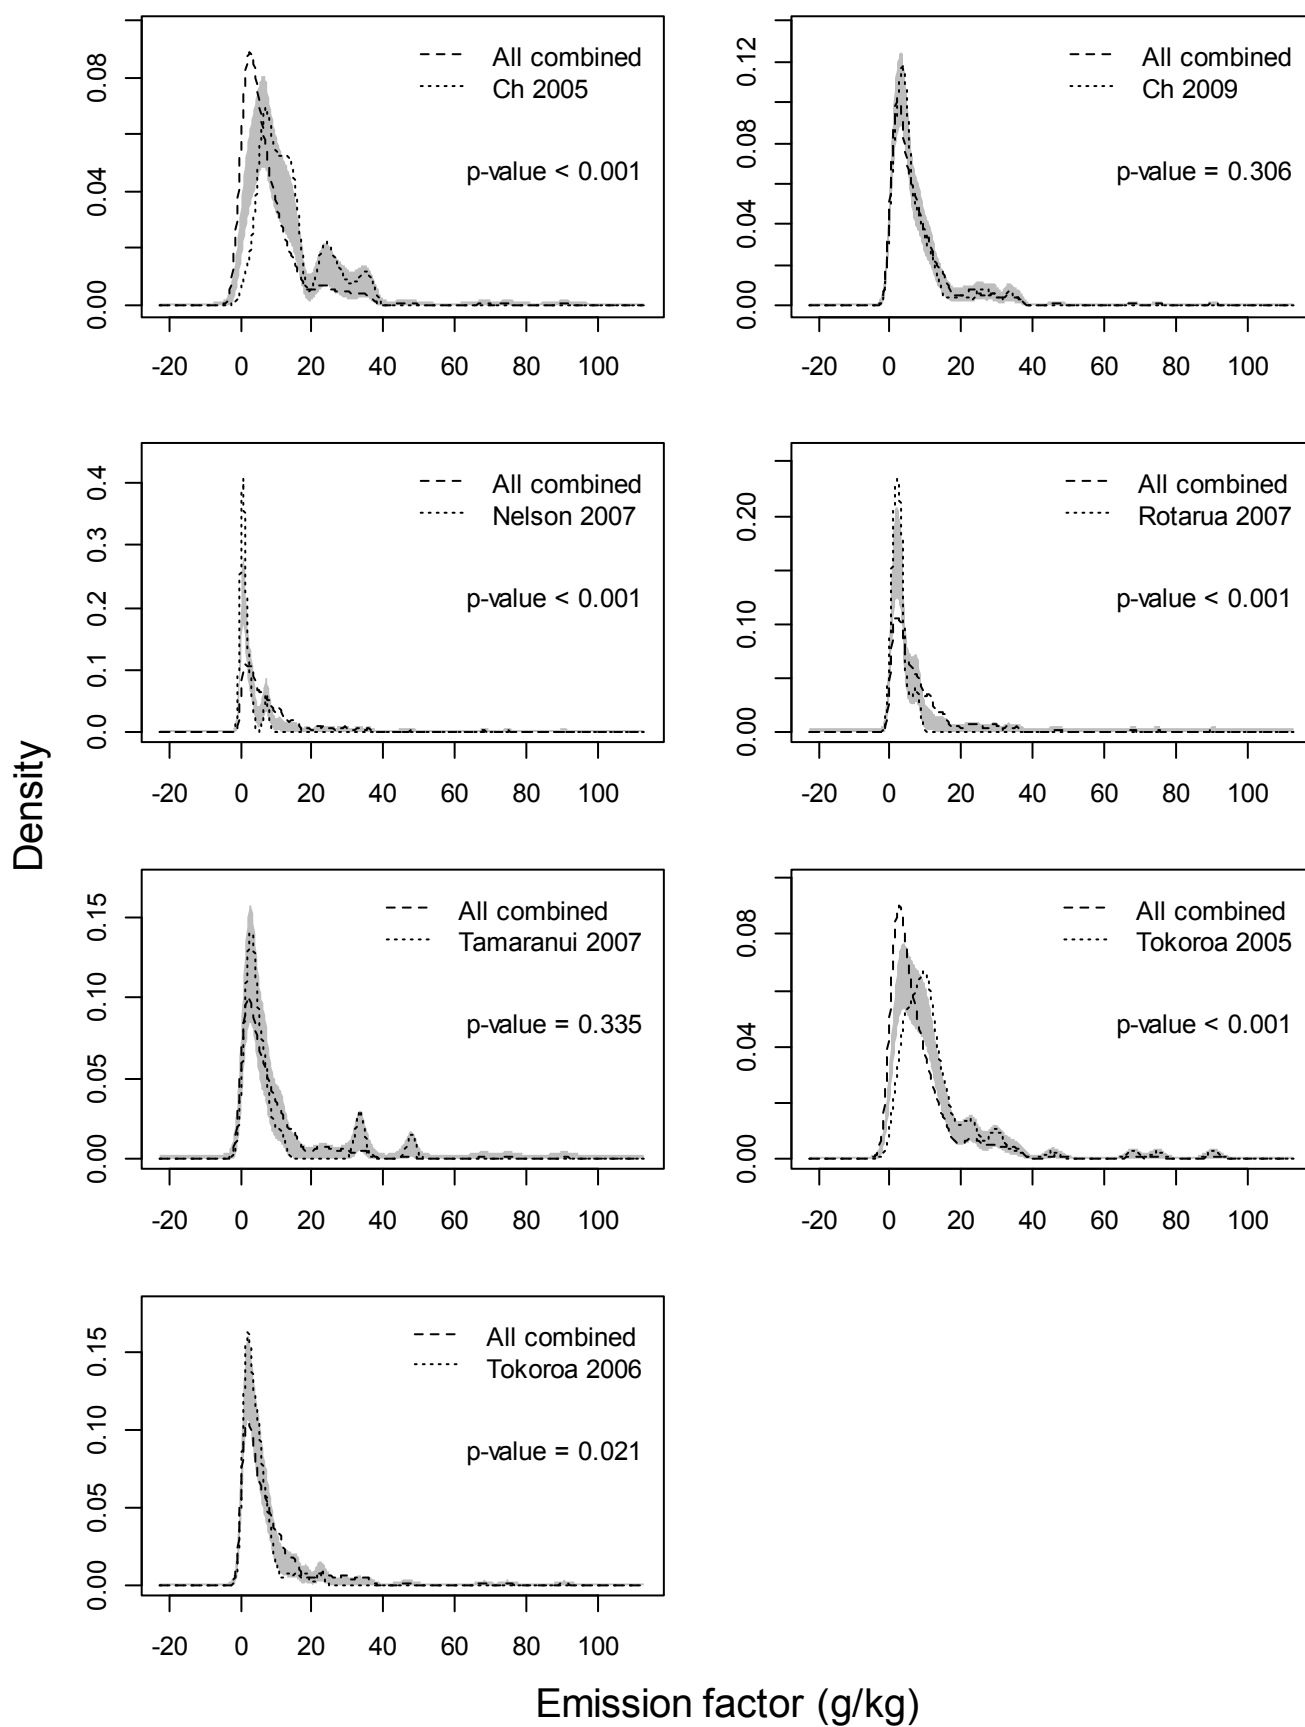 All combined
Ch 2005
p-value < 0.001
0.00 0.04 0.08
-20 0 20 40 60 80 100
All combined
Ch 2009
p-value = 0.306
0.00 0.04 0.08 0.12
-20 0 20 40 60 80 100
All combined
Nelson 2007
p-value < 0.001
0.0 0.1 0.2 0.3 0.4
-20 0 20 40 60 80 100
All combined
Rotarua 2007
p-value < 0.001
0.00 0.10 0.20
-20 0 20 40 60 80 100
Density
All combined
Tamaranui 2007
p-value = 0.335
0.00 0.05 0.10 0.15
-20 0 20 40 60 80 100
All combined
Tokoroa 2005
p-value < 0.001
0.00 0.04 0.08
-20 0 20 40 60 80 100
All combined
Tokoroa 2006
p-value = 0.021
0.00 0.05 0.10 0.15
-20 0 20 40 60 80 100
Emission factor (g/kg)